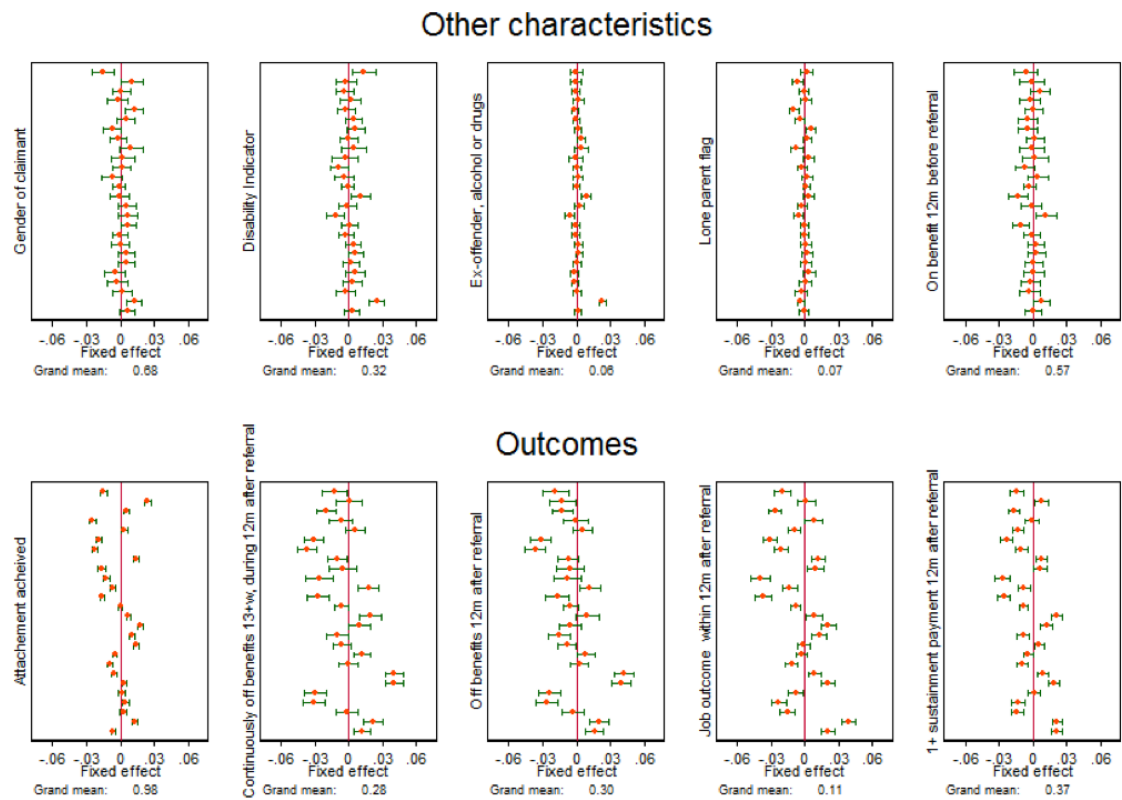 Other characteristics
Gender of claimant
-.06 -.03 0 .03 .06
Fixed effect
Grand mean: 0.68
Disability Indicator
-.06 -.03 0 .03 .06
Fixed effect
Grand mean: 0.32
Ex-offender, alcohol or drugs
-.06 -.03 0 .03 .06
Fixed effect
Grand mean: 0.06
Lone parent flag
-.06 -.03 0 .03 .06
Fixed effect
Grand mean: 0.07
On benefit 12m before referral
-.06 -.03 0 .03 .06
Fixed effect
Grand mean: 0.57
Outcomes
Attachement acheived
-.06 -.03 0 .03 .06
Fixed effect
Grand mean: 0.98
Continuously off benefits 13+w, during 12m after referral
-.06 -.03 0 .03 .06
Fixed effect
Grand mean: 0.28
Off benefits 12m after referral
-.06 -.03 0 .03 .06
Fixed effect
Grand mean: 0.30
Job outcome within 12m after referral
-.06 -.03 0 .03 .06
Fixed effect
Grand mean: 0.11
1+ sustainment payment 12m after referral
-.06 -.03 0 .03 .06
Fixed effect
Grand mean: 0.37